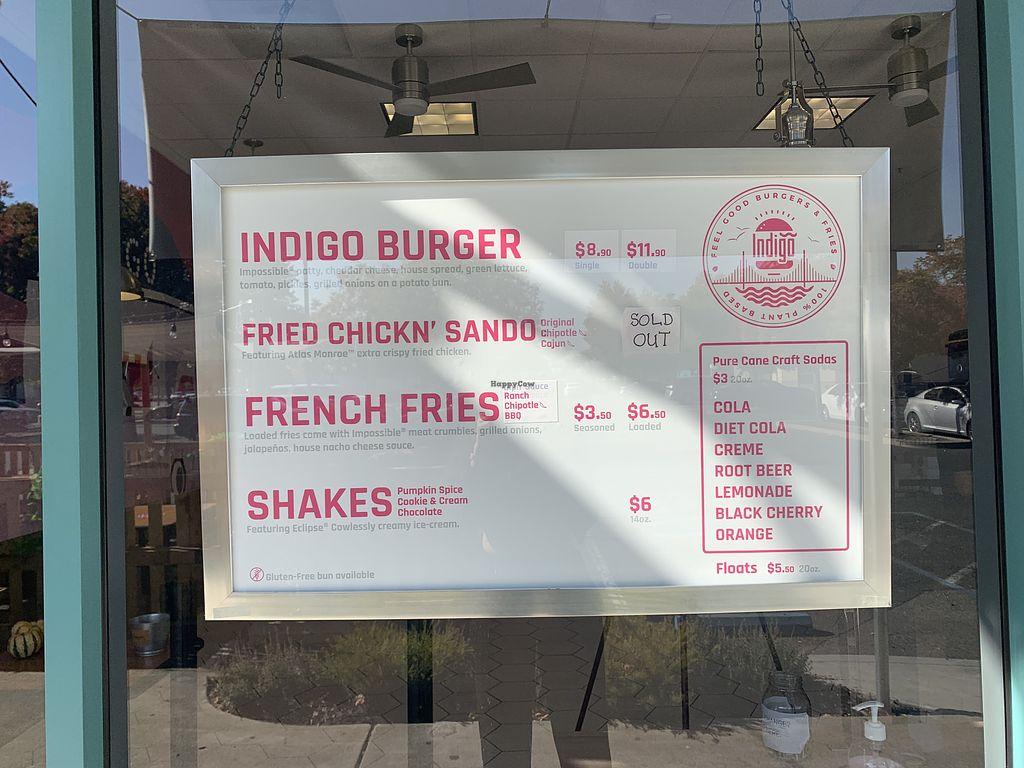 INDIGO BURGER
Impossible® patty, cheddar cheese, house spread, green lettuce,
tomato, pickles, grilled onions on a potato bun.
$8.90 $11.90
Single Double
FRIED CHICKN' SANDO
Original
Chipotle
Cajun
Featuring Atlas Monroe™ extra crispy fried chicken.
SOLD
OUT
HappyCow
FRENCH FRIES
Sauce
Ranch
Chipotle
BBQ
$3.50 $6.50
Seasoned Loaded
Loaded fries come with Impossible® meat crumbles, grilled onions,
jalapeños, house nacho cheese sauce.
SHAKES
Pumpkin Spice
Cookie & Cream
Chocolate
Featuring Eclipse® Cowlessly creamy ice-cream.
$6
14oz.
Gluten-Free bun available
FEEL GOOD BURGERS & FRIES
Indigo
100% PLANT BASED
Pure Cane Craft Sodas
$3 20oz.
COLA
DIET COLA
CREME
ROOT BEER
LEMONADE
BLACK CHERRY
ORANGE
Floats $5.50 20oz.